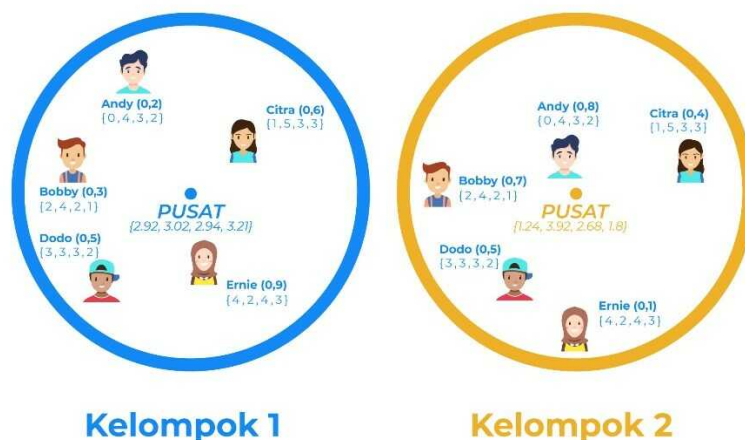 Andy (0,2)
{0,4,3,2}
Citra (0,6)
{1,5,3,3}
Bobby (0,3)
{2,4,2,1}
PUSAT
{2.92, 3.02, 2.94, 3.21}
Dodo (0,5)
{3,3,3,2}
Ernie (0,9)
{4,2,4,3}
Kelompok 1
Andy (0,8)
{0,4,3,2}
Citra (0,4)
{1,5,3,3}
Bobby (0,7)
{2,4,2,1}
PUSAT
{1.24, 3.92, 2.68, 1.8}
Dodo (0,5)
{3,3,3,2}
Ernie (0,1)
{4,2,4,3}
Kelompok 2